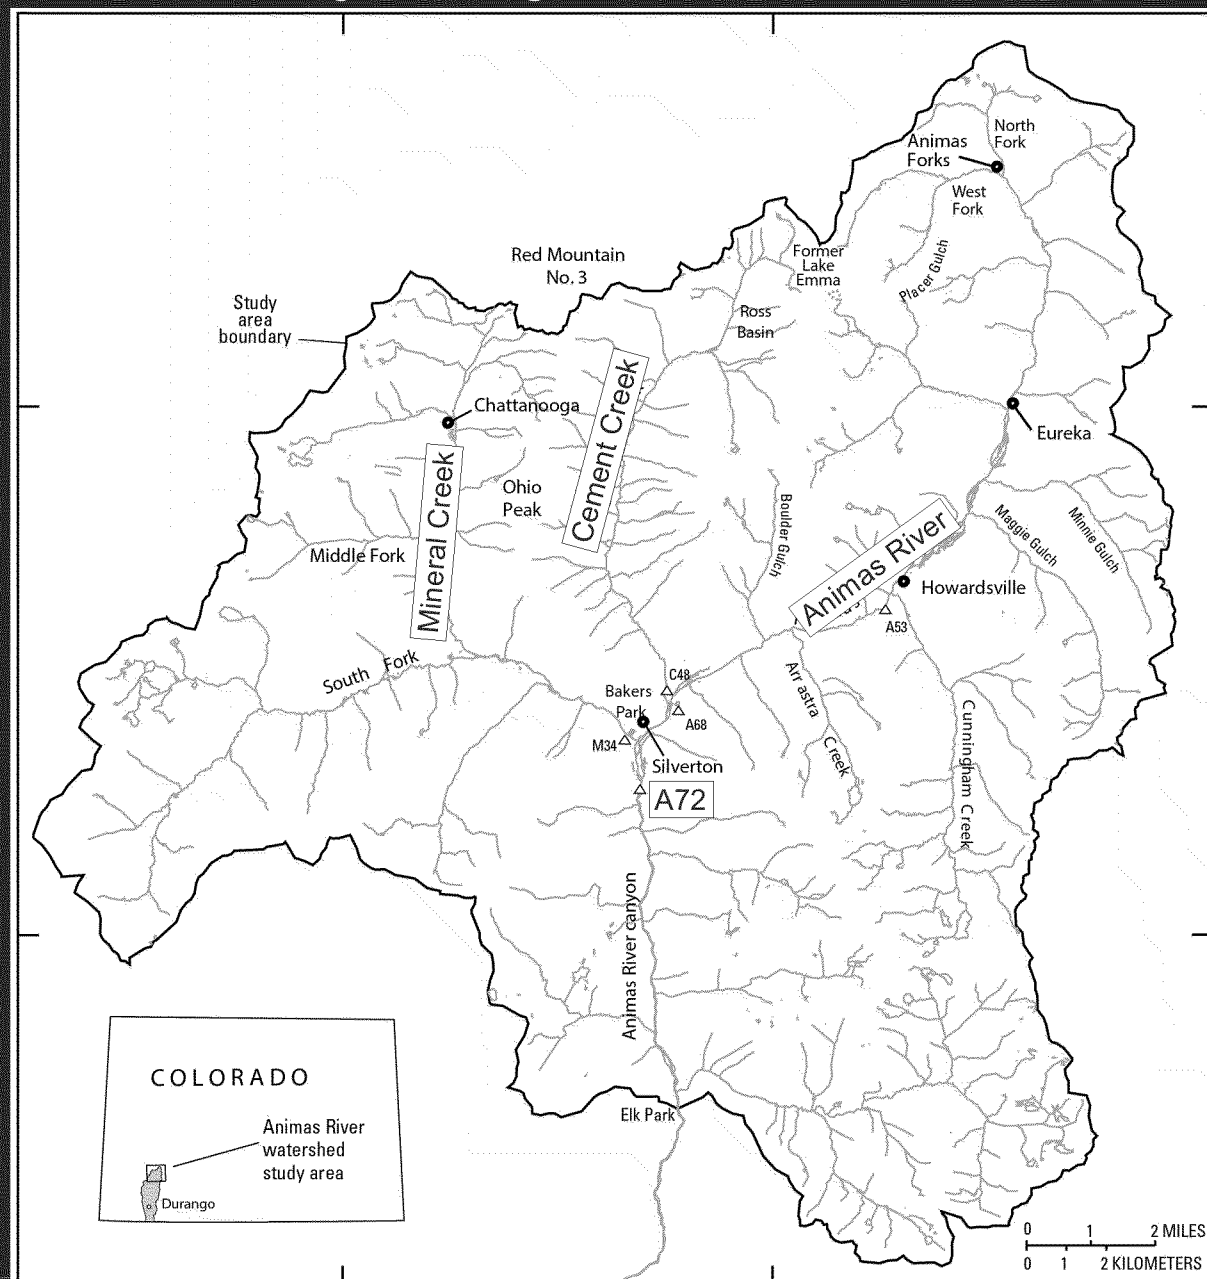 North
Fork
Animas
Forks
West
Fork
Placer Gulch
Former
Lake
Emma
Red Mountain
No. 3
Ross
Basin
Study
area
boundary
Chattanooga
Cement Creek
Mineral Creek
Ohio
Peak
Middle Fork
Eureka
Boulder Gulch
Maggie Gulch
Minnie Gulch
Animas River
Howardsville
A53
South Fork
C48
Bakers
Park
A68
M34
Silverton
A72
Arrastra
Creek
Cunningham Creek
Animas River canyon
Elk Park
COLORADO
Animas River
watershed
study area
Durango
0 1 2 MILES
0 1 2 KILOMETERS